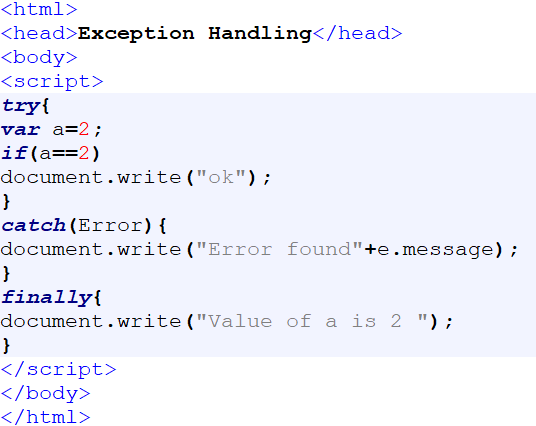 <html>
<head>Exception Handling</head>
<body>
<script>
try{
var a=2;
if(a==2)
document.write("ok");
}
catch(Error){
document.write("Error found"+e.message);
}
finally{
document.write("Value of a is 2 ");
}
</script>
</body>
</html>